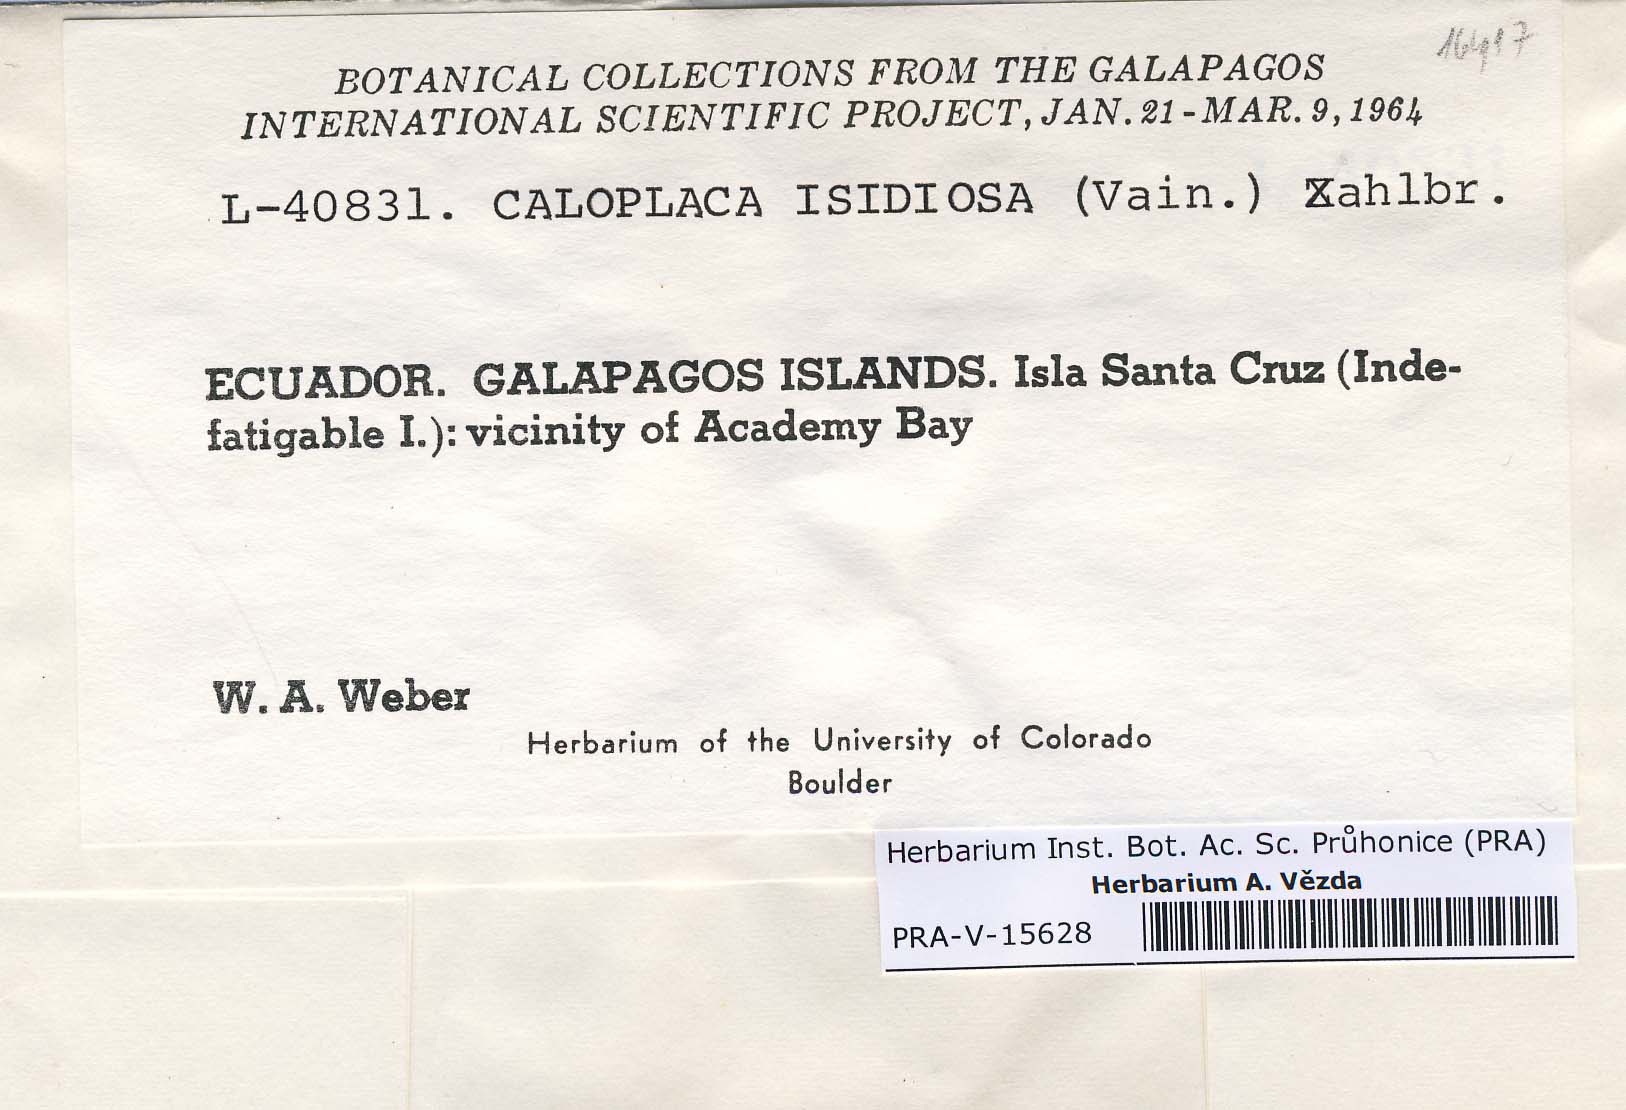 BOTANICAL COLLECTIONS FROM THE GALAPAGOS
INTERNATIONAL SCIENTIFIC PROJECT, JAN. 21 - MAR. 9, 1964
L-40831. CALOPLACA ISIDIOSA (Vain.) Zahlbr.
ECUADOR. GALAPAGOS ISLANDS. Isla Santa Cruz (Inde-
fatigable I.): vicinity of Academy Bay
W. A. Weber
Herbarium of the University of Colorado
Boulder
Herbarium Inst. Bot. Ac. Sc. Průhonice (PRA)
Herbarium A. Vězda
PRA-V-15628